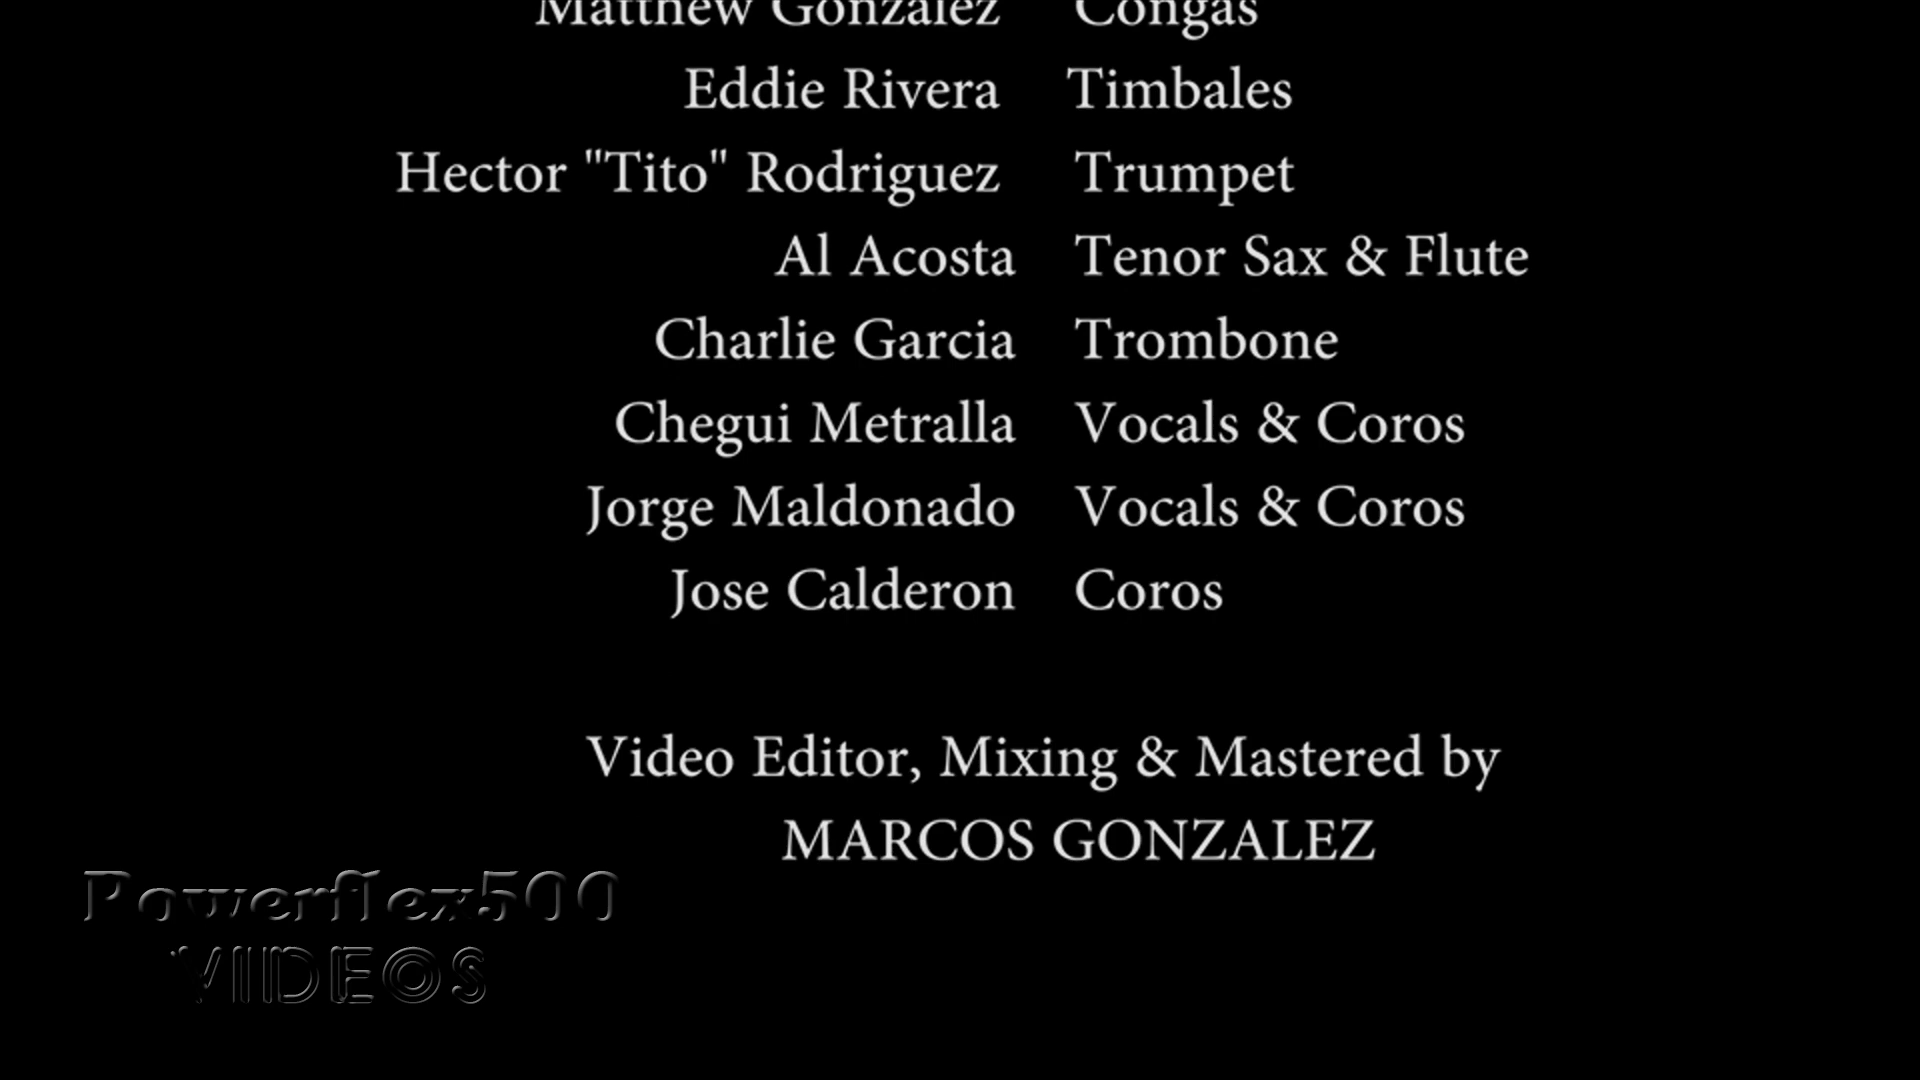 Matthew Gonzalez Congas
Eddie Rivera Timbales
Hector "Tito" Rodriguez Trumpet
Al Acosta Tenor Sax & Flute
Charlie Garcia Trombone
Chegui Metralla Vocals & Coros
Jorge Maldonado Vocals & Coros
Jose Calderon Coros
Video Editor, Mixing & Mastered by
MARCOS GONZALEZ
Powerflex500
VIDEOS